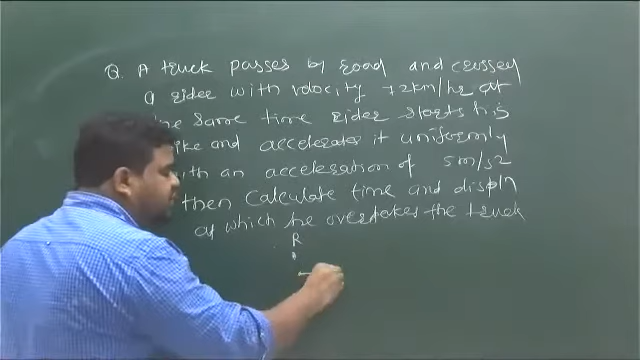 Q. A truck passes by road and crossed
a rider with velocity 72km/hr at
the same time rider starts his
bike and accelerates it uniformly
with an acceleration of 5m/s2
then calculate time and displn
at which he overtakes the truck
R